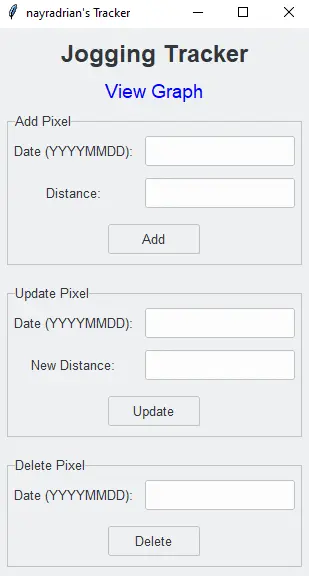 nayradrian's Tracker
Jogging Tracker
View Graph
Add Pixel
Date (YYYYMMDD):
Distance:
Add
Update Pixel
Date (YYYYMMDD):
New Distance:
Update
Delete Pixel
Date (YYYYMMDD):
Delete